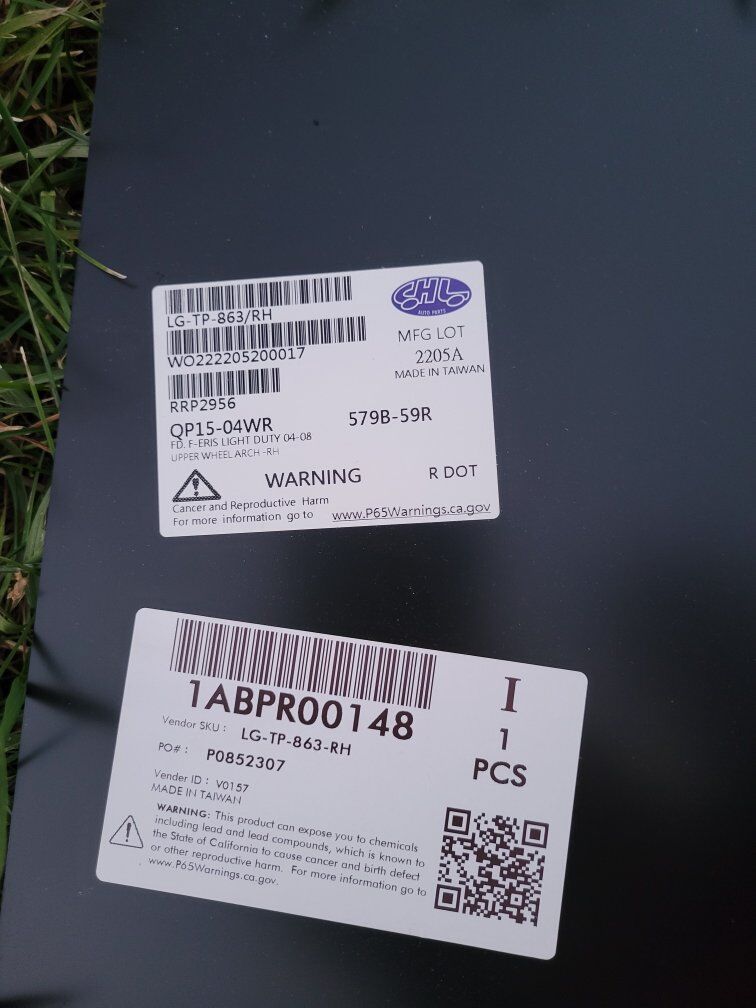 LG-TP-863/RH
CHL
AUTO PARTS
WO222205200017
MFG LOT
2205A
MADE IN TAIWAN
RRP2956
QP15-04WR
579B-59R
FD. F-ERIS LIGHT DUTY 04-08
UPPER WHEEL ARCH -RH
WARNING
R DOT
Cancer and Reproductive Harm
For more information go to www.P65Warnings.ca.gov
1ABPR00148
I
1
PCS
Vendor SKU : LG-TP-863-RH
PO# : P0852307
Vender ID : V0157
MADE IN TAIWAN
WARNING: This product can expose you to chemicals
including lead and lead compounds, which is known to
the State of California to cause cancer and birth defect
or other reproductive harm. For more information go to
www.P65Warnings.ca.gov.